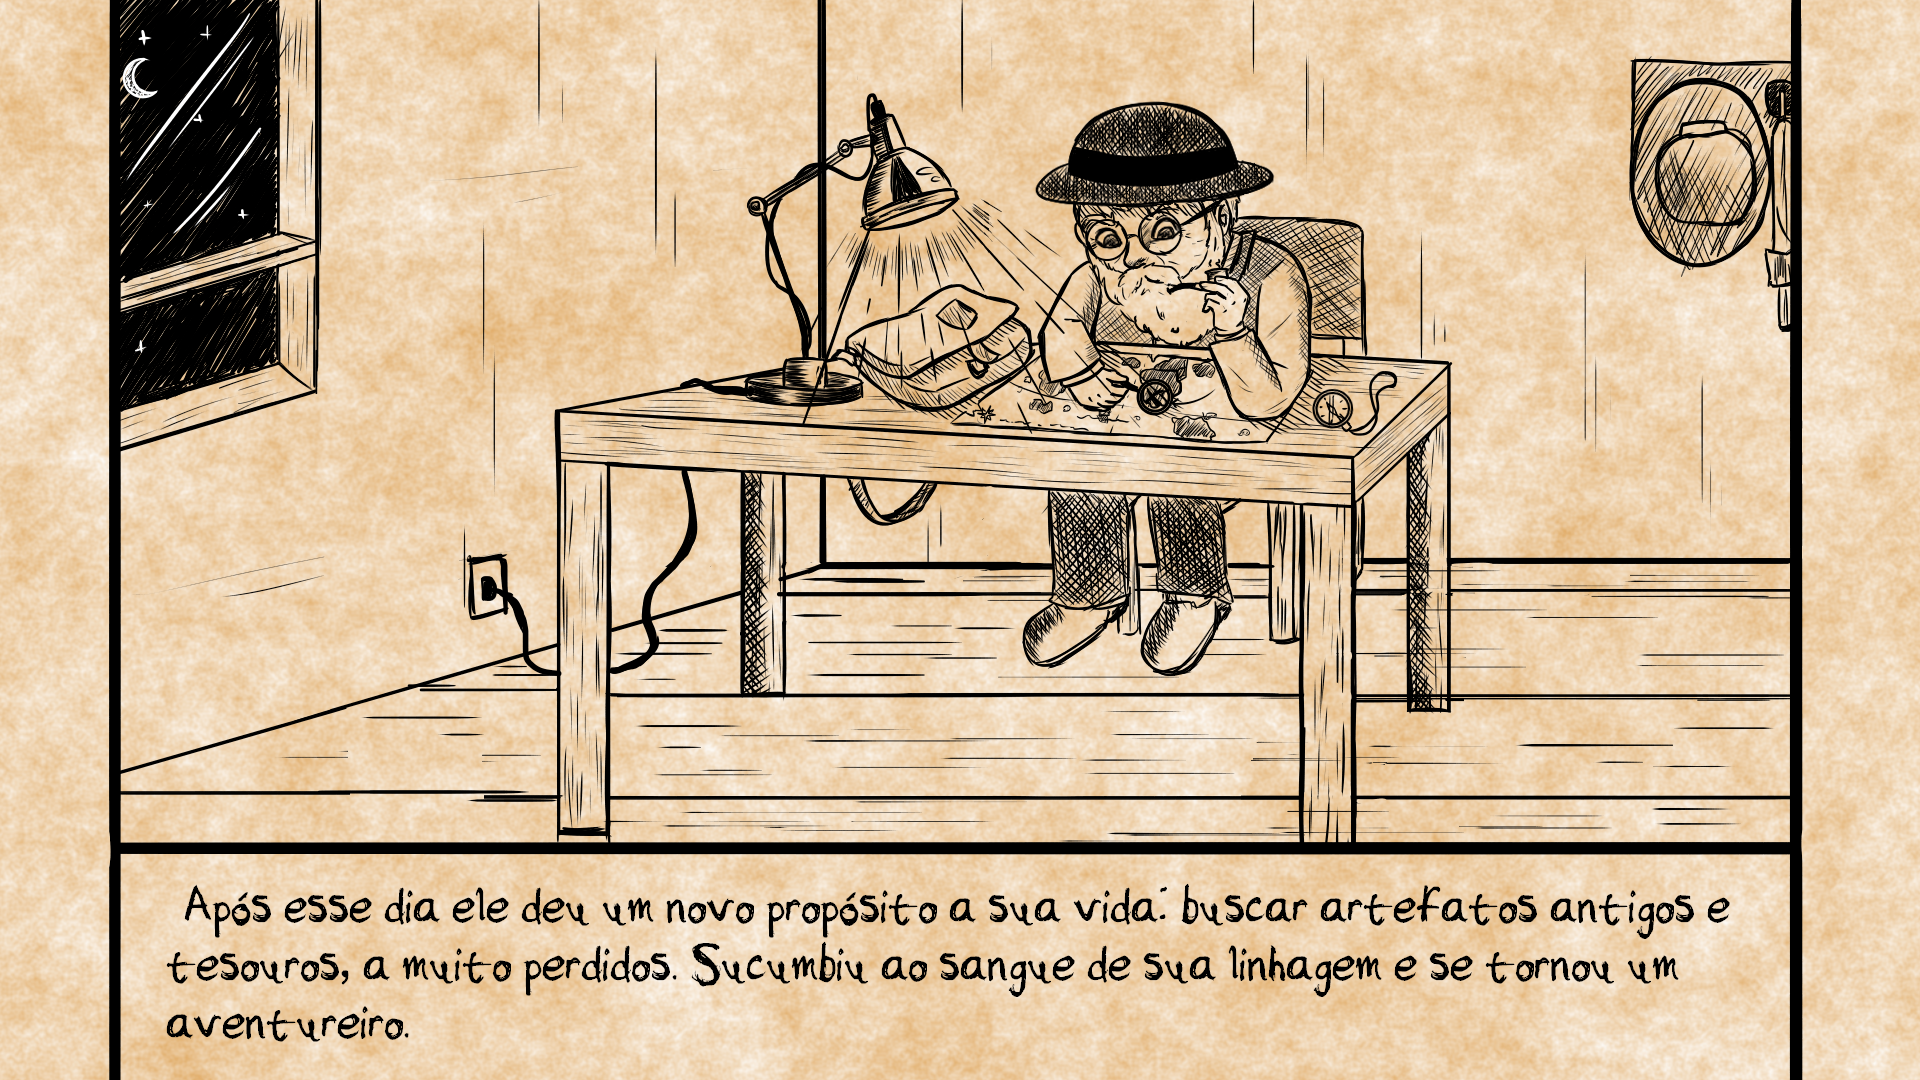 Após esse dia ele deu um novo propósito a sua vida: buscar artefatos antigos e
tesouros, a muito perdidos. Sucumbiu ao sangue de sua linhagem e se tornou um
aventureiro.